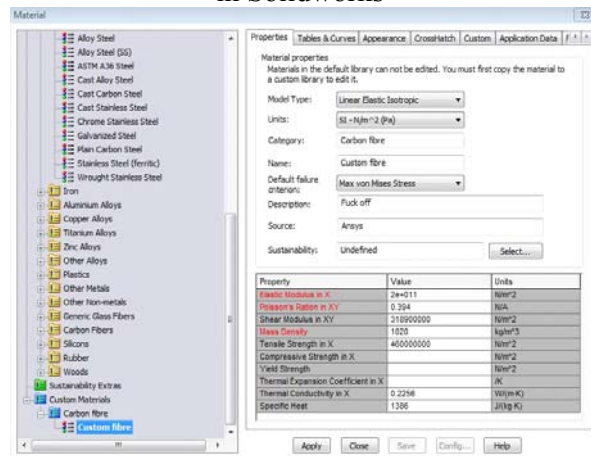 in SolidWorks
Material
Alloy Steel
Alloy Steel (SS)
ASTM A36 Steel
Cast Alloy Steel
Cast Carbon Steel
Cast Stainless Steel
Chrome Stainless Steel
Galvanized Steel
Plain Carbon Steel
Stainless Steel (ferritic)
Wrought Stainless Steel
Iron
Aluminium Alloys
Copper Alloys
Titanium Alloys
Zinc Alloys
Other Alloys
Plastics
Other Metals
Other Non-metals
Generic Glass Fibers
Carbon Fibers
Silicons
Rubber
Woods
Sustainability Extras
Custom Materials
Carbon fibre
Custom fibre
Properties Tables & Curves Appearance CrossHatch Custom Application Data F
Material properties
Materials in the default library can not be edited. You must first copy the material to
a custom library to edit it.
Model Type: Linear Elastic Isotropic
Units: SI - N/m^2 (Pa)
Category: Carbon fibre
Name: Custom fibre
Default failure
criterion: Max von Mises Stress
Description: Fuck off
Source: Ansys
Sustainability: Undefined Select...
Property Value Units
Elastic Modulus in X 2e+011 N/m^2
Poisson's Ration in XY 0.394 N/A
Shear Modulus in XY 318900000 N/m^2
Mass Density 1020 kg/m^3
Tensile Strength in X 460000000 N/m^2
Compressive Strength in X N/m^2
Yield Strength N/m^2
Thermal Expansion Coefficient in X /K
Thermal Conductivity in X 0.2256 W/(m·K)
Specific Heat 1386 J/(kg·K)
Apply Close Save Config... Help